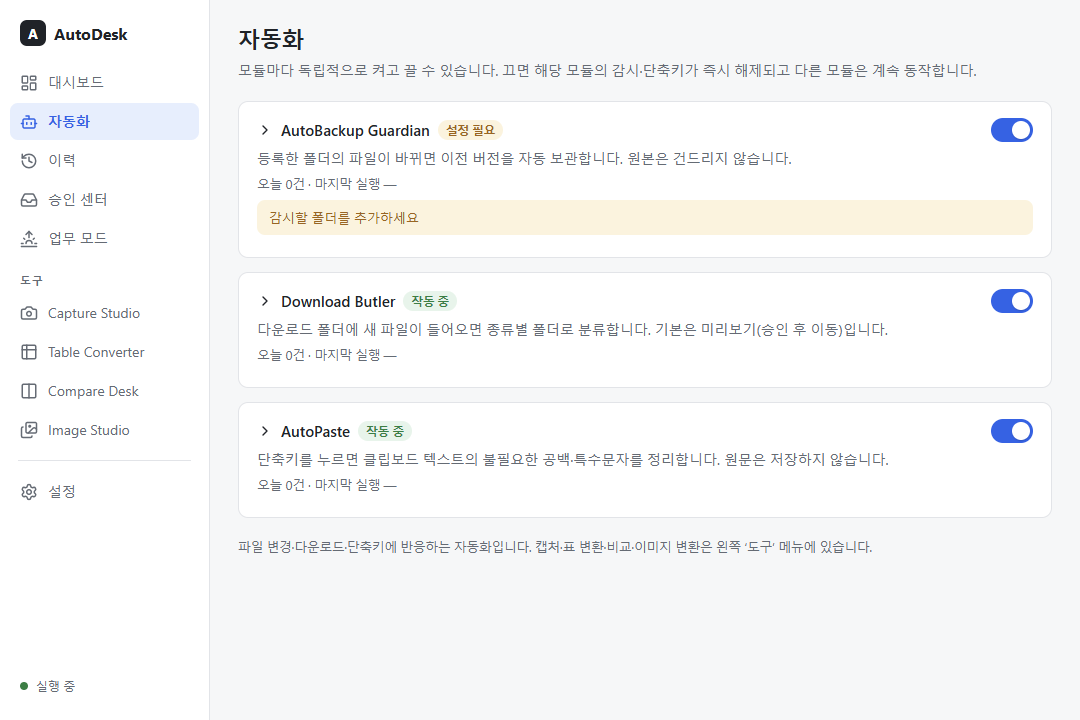 A AutoDesk
대시보드
자동화
이력
승인 센터
업무 모드
도구
Capture Studio
Table Converter
Compare Desk
Image Studio
설정
실행 중
자동화
모듈마다 독립적으로 켜고 끌 수 있습니다. 끄면 해당 모듈의 감시·단축키가 즉시 해제되고 다른 모듈은 계속 동작합니다.
AutoBackup Guardian 설정 필요
등록한 폴더의 파일이 바뀌면 이전 버전을 자동 보관합니다. 원본은 건드리지 않습니다.
오늘 0건 · 마지막 실행 —
감시할 폴더를 추가하세요
Download Butler 작동 중
다운로드 폴더에 새 파일이 들어오면 종류별 폴더로 분류합니다. 기본은 미리보기(승인 후 이동)입니다.
오늘 0건 · 마지막 실행 —
AutoPaste 작동 중
단축키를 누르면 클립보드 텍스트의 불필요한 공백·특수문자를 정리합니다. 원문은 저장하지 않습니다.
오늘 0건 · 마지막 실행 —
파일 변경·다운로드·단축키에 반응하는 자동화입니다. 캡처·표 변환·비교·이미지 변환은 왼쪽 ‘도구’ 메뉴에 있습니다.